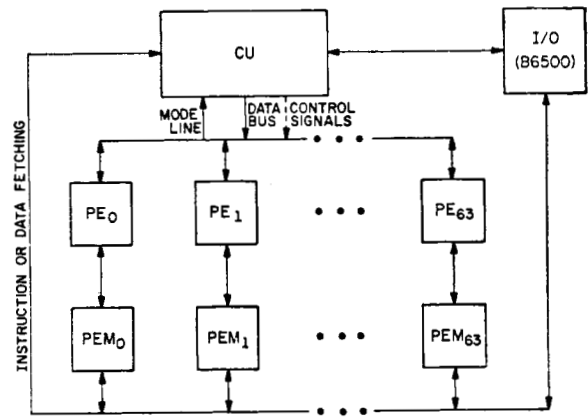 CU
I/O
(B6500)
MODE
LINE
DATA
BUS
CONTROL
SIGNALS
INSTRUCTION OR DATA FETCHING
PE0
PE1
PE63
PEM0
PEM1
PEM63